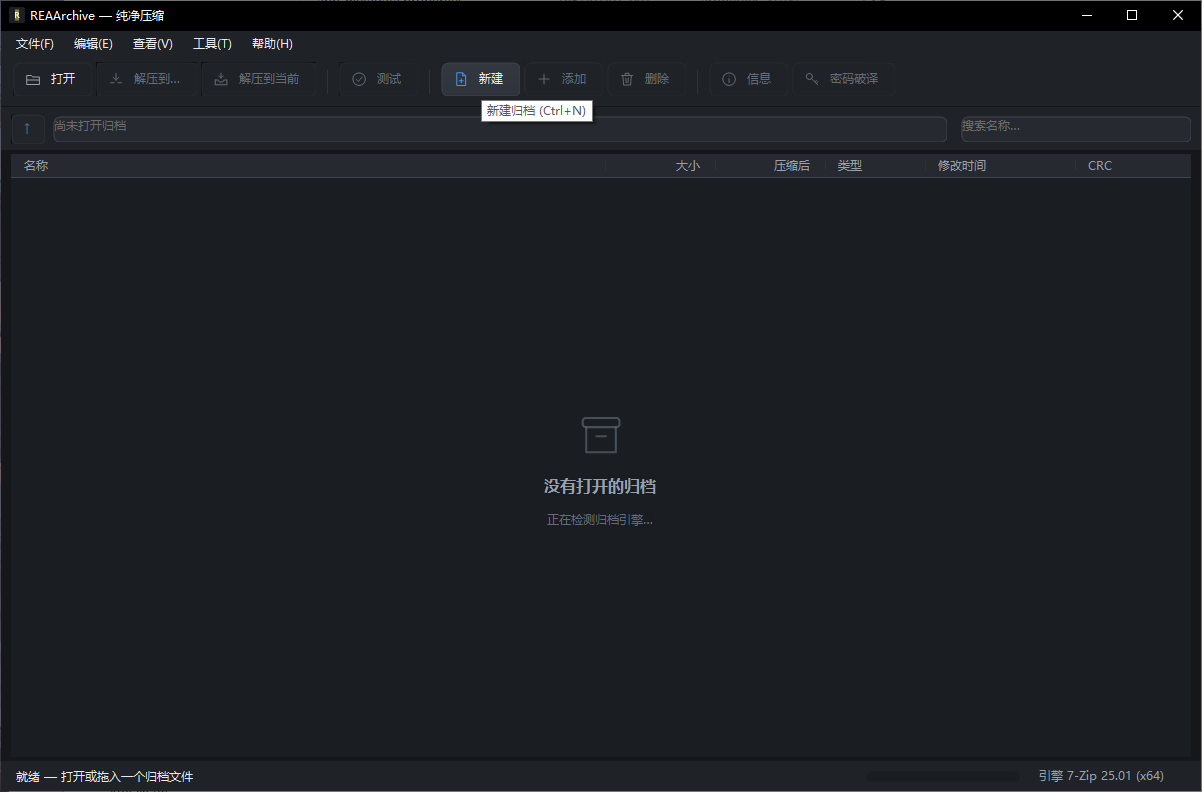 REAArchive — 纯净压缩
文件(F) 编辑(E) 查看(V) 工具(T) 帮助(H)
打开 解压到... 解压到当前 测试 新建 添加 删除 信息 密码破译
新建归档 (Ctrl+N)
尚未打开归档 搜索名称...
名称 大小 压缩后 类型 修改时间 CRC
没有打开的归档
正在检测归档引擎...
就绪 — 打开或拖入一个归档文件 引擎 7-Zip 25.01 (x64)